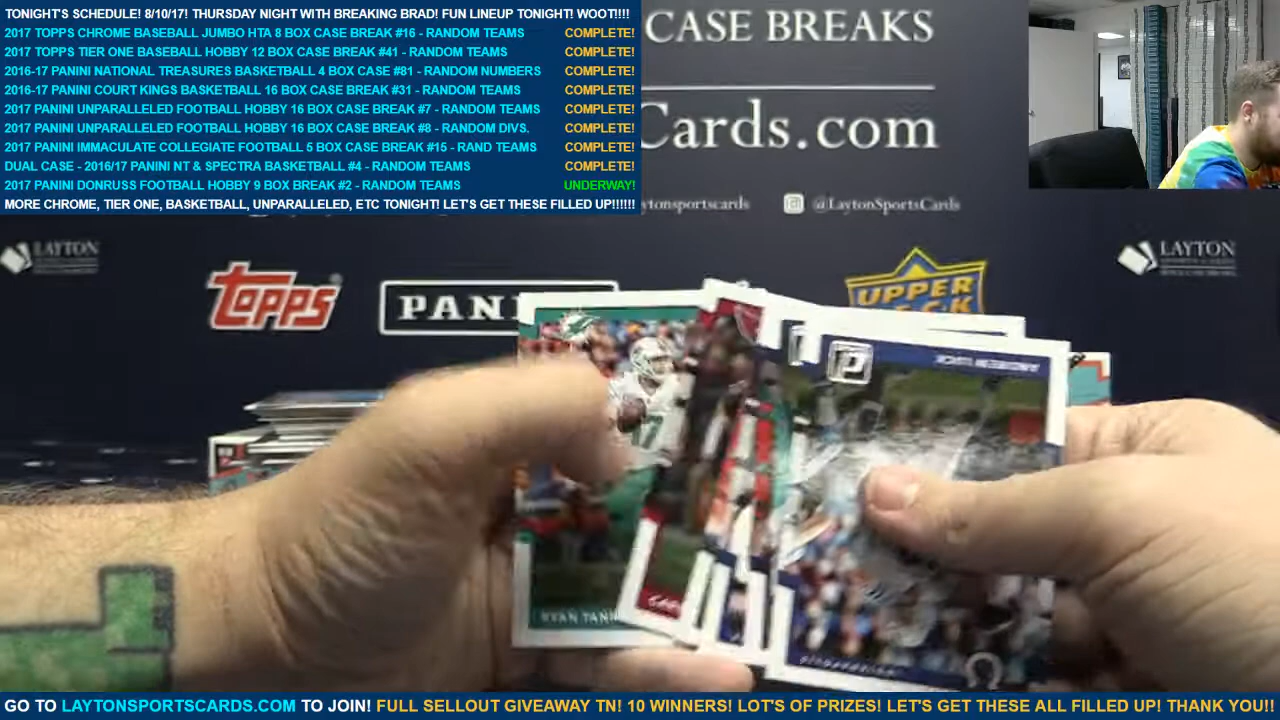 TONIGHT'S SCHEDULE! 8/10/17! THURSDAY NIGHT WITH BREAKING BRAD! FUN LINEUP TONIGHT! WOOT!!!!
2017 TOPPS CHROME BASEBALL JUMBO HTA 8 BOX CASE BREAK #16 - RANDOM TEAMS COMPLETE!
2017 TOPPS TIER ONE BASEBALL HOBBY 12 BOX CASE BREAK #41 - RANDOM TEAMS COMPLETE!
2016-17 PANINI NATIONAL TREASURES BASKETBALL 4 BOX CASE #81 - RANDOM NUMBERS COMPLETE!
2016-17 PANINI COURT KINGS BASKETBALL 16 BOX CASE BREAK #31 - RANDOM TEAMS COMPLETE!
2017 PANINI UNPARALLELED FOOTBALL HOBBY 16 BOX CASE BREAK #7 - RANDOM TEAMS COMPLETE!
2017 PANINI UNPARALLELED FOOTBALL HOBBY 16 BOX CASE BREAK #8 - RANDOM DIVS. COMPLETE!
2017 PANINI IMMACULATE COLLEGIATE FOOTBALL 5 BOX CASE BREAK #15 - RAND TEAMS COMPLETE!
DUAL CASE - 2016/17 PANINI NT & SPECTRA BASKETBALL #4 - RANDOM TEAMS COMPLETE!
2017 PANINI DONRUSS FOOTBALL HOBBY 9 BOX BREAK #2 - RANDOM TEAMS UNDERWAY!
MORE CHROME, TIER ONE, BASKETBALL, UNPARALLELED, ETC TONIGHT! LET'S GET THESE FILLED UP!!!!!!
CASE BREAKS
Cards.com
ytonsportscards @LaytonSportsCards
LAYTON
LAYTON
TOPPS
PANI
UPPER
ANDREW LUCK
RYAN TANN
GO TO LAYTONSPORTSCARDS.COM TO JOIN! FULL SELLOUT GIVEAWAY TN! 10 WINNERS! LOT'S OF PRIZES! LET'S GET THESE ALL FILLED UP! THANK YOU!!